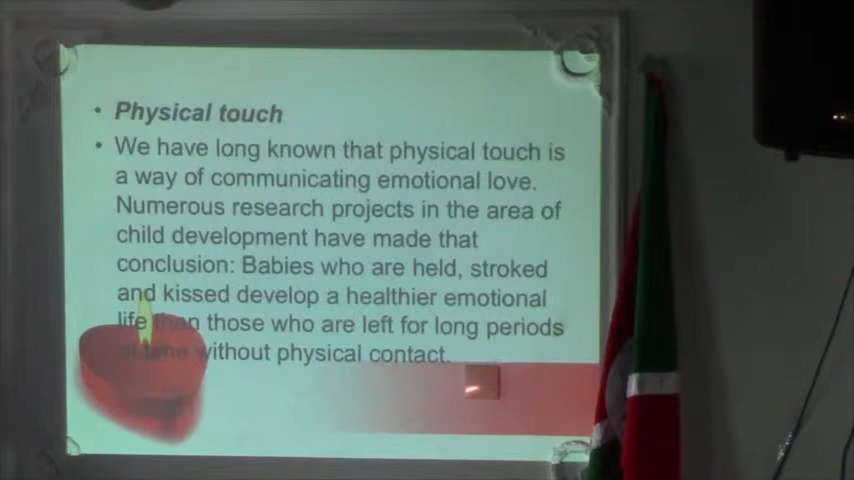 • Physical touch
• We have long known that physical touch is
a way of communicating emotional love.
Numerous research projects in the area of
child development have made that
conclusion: Babies who are held, stroked
and kissed develop a healthier emotional
life than those who are left for long periods
without physical contact.